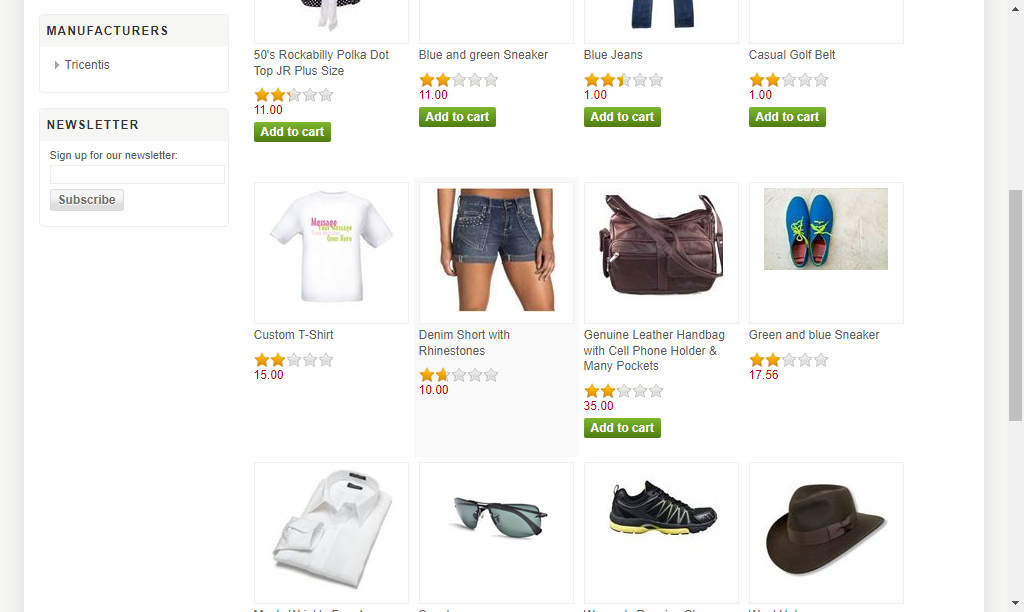 MANUFACTURERS
Tricentis
NEWSLETTER
Sign up for our newsletter:
Subscribe
50's Rockabilly Polka Dot
Top JR Plus Size
11.00
Add to cart
Blue and green Sneaker
11.00
Add to cart
Blue Jeans
1.00
Add to cart
Casual Golf Belt
1.00
Add to cart
Message
Your Message
Your Message
Goes Here
Custom T-Shirt
15.00
Denim Short with
Rhinestones
10.00
Genuine Leather Handbag
with Cell Phone Holder &
Many Pockets
35.00
Add to cart
Green and blue Sneaker
17.56